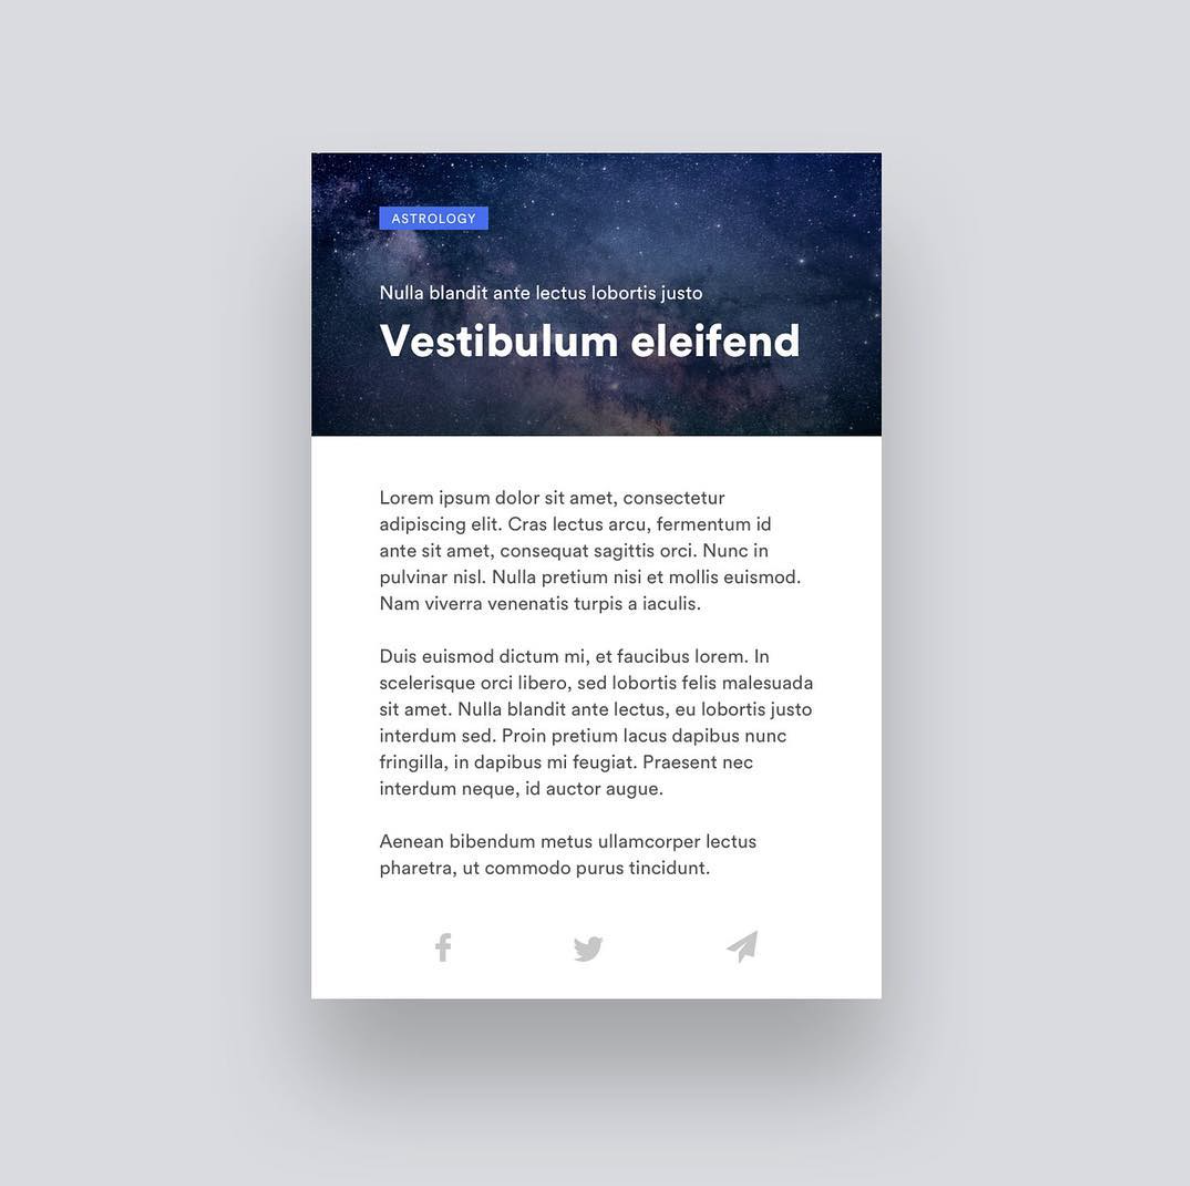 ASTROLOGY
Nulla blandit ante lectus lobortis justo
Vestibulum eleifend
Lorem ipsum dolor sit amet, consectetur
adipiscing elit. Cras lectus arcu, fermentum id
ante sit amet, consequat sagittis orci. Nunc in
pulvinar nisl. Nulla pretium nisi et mollis euismod.
Nam viverra venenatis turpis a iaculis.
Duis euismod dictum mi, et faucibus lorem. In
scelerisque orci libero, sed lobortis felis malesuada
sit amet. Nulla blandit ante lectus, eu lobortis justo
interdum sed. Proin pretium lacus dapibus nunc
fringilla, in dapibus mi feugiat. Praesent nec
interdum neque, id auctor augue.
Aenean bibendum metus ullamcorper lectus
pharetra, ut commodo purus tincidunt.